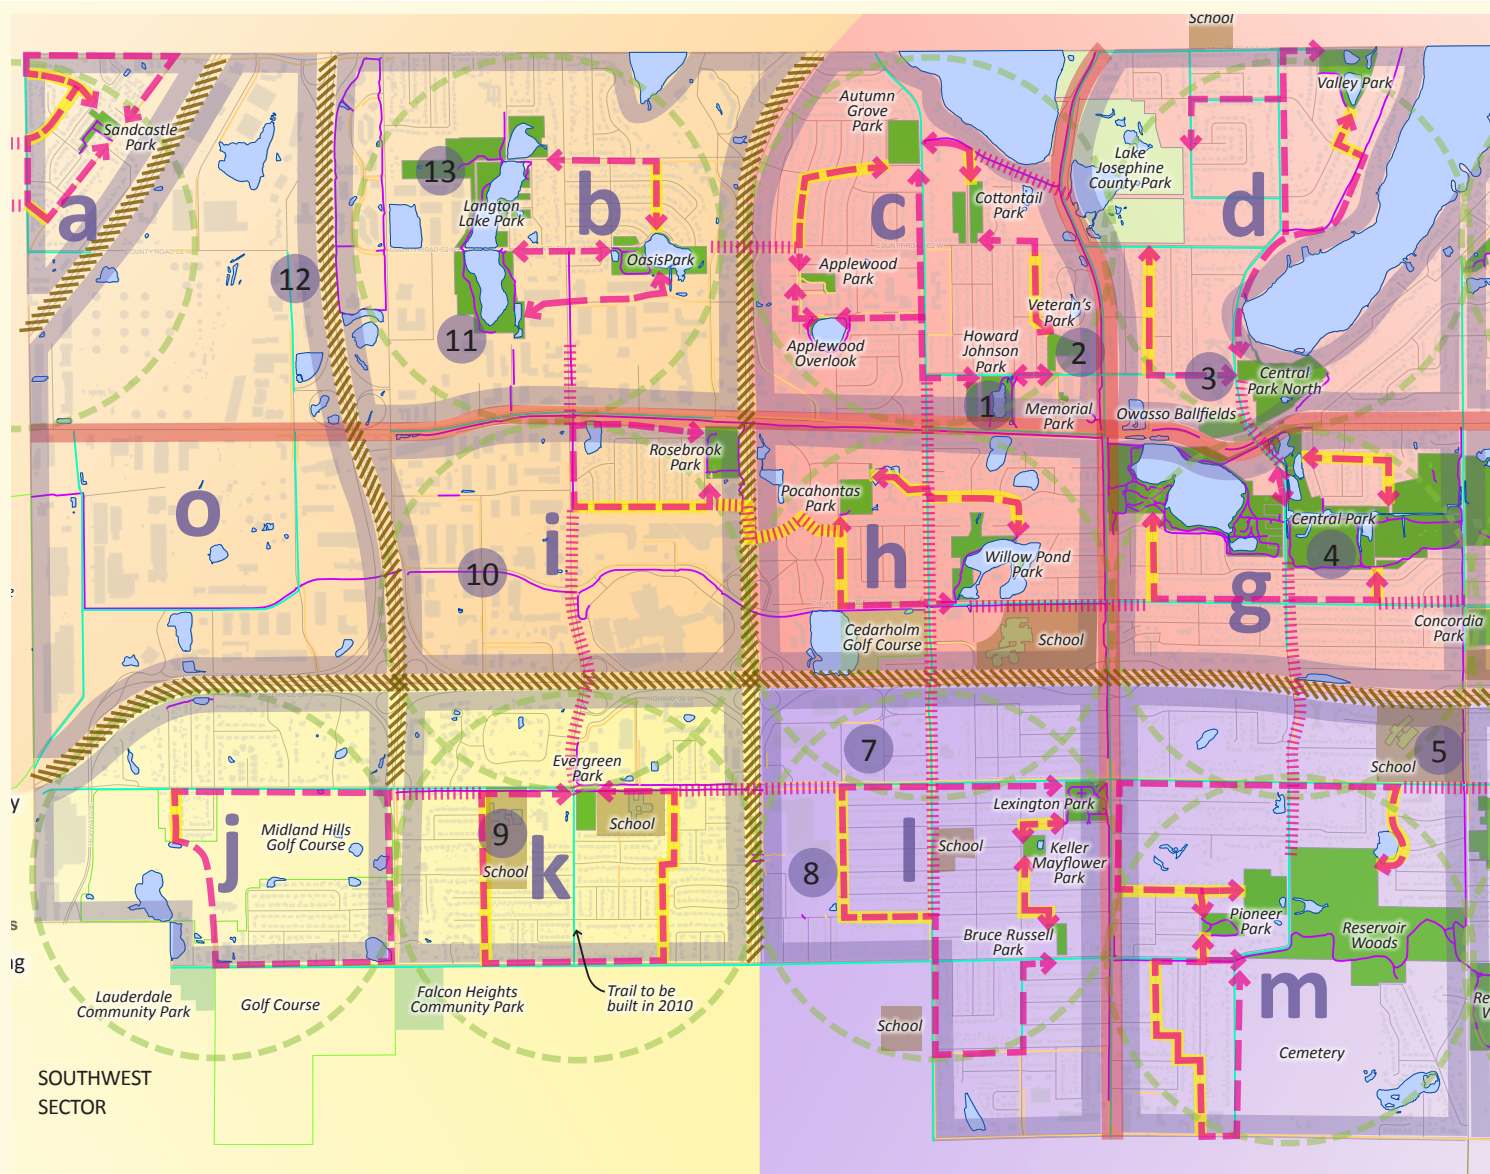 School
Valley Park
Autumn
Grove
Park
Sandcastle
Park
Lake
Josephine
County Park
13
Langton
Lake Park
a
b
c
Cottontail
Park
d
COUNTY ROAD C2 W
OasisPark
Applewood
Park
12
Veteran's
Park
11
Applewood
Overlook
Howard
Johnson
Park
2
3
Central
Park North
1
Memorial
Park
Owasso Ballfields
Rosebrook
Park
Pocahontas
Park
o
i
h
Central Park
Willow Pond
Park
4
10
g
Cedarholm
Golf Course
School
Concordia
Park
7
School
5
Evergreen
Park
Lexington Park
y
j
Midland Hills
Golf Course
9
School
School
k
8
l
School
Keller
Mayflower
Park
Pioneer
Park
Reservoir
Woods
s
Bruce Russell
Park
ng
Lauderdale
Community Park
Golf Course
Falcon Heights
Community Park
Trail to be
built in 2010
m
School
Cemetery
SOUTHWEST
SECTOR